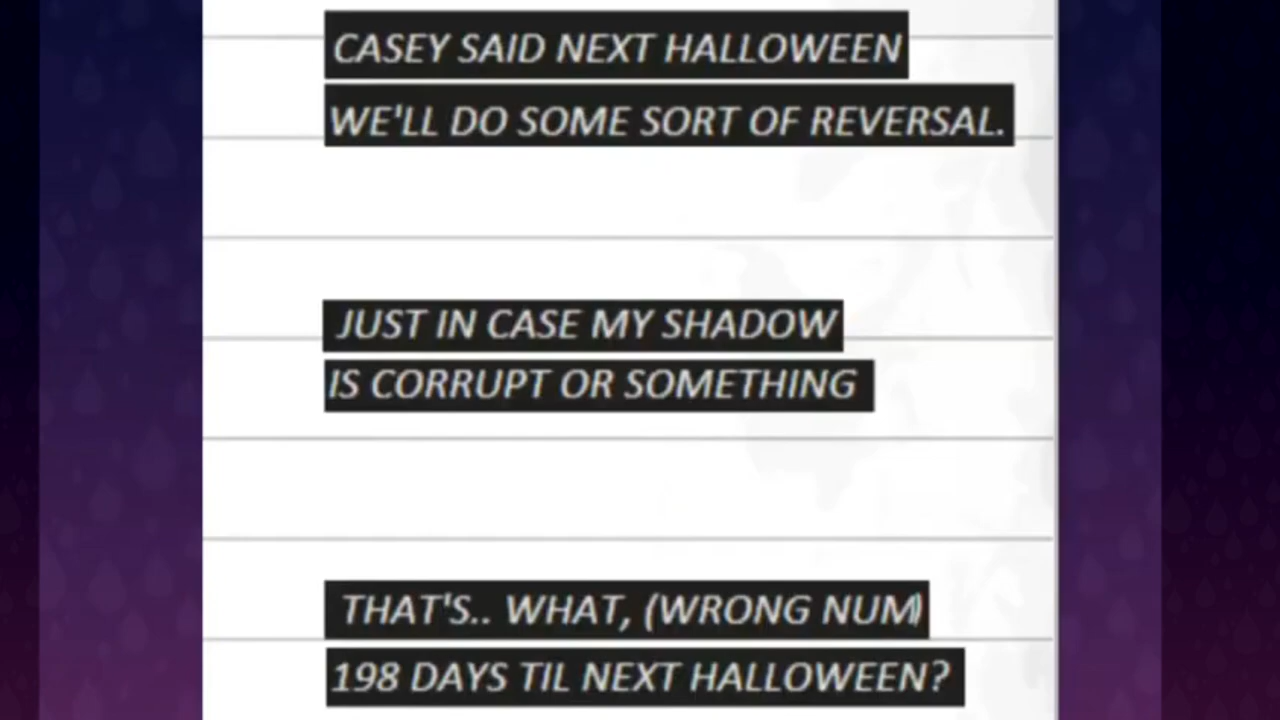 CASEY SAID NEXT HALLOWEEN
WE'LL DO SOME SORT OF REVERSAL.
JUST IN CASE MY SHADOW
IS CORRUPT OR SOMETHING
THAT'S.. WHAT, (WRONG NUM)
198 DAYS TIL NEXT HALLOWEEN?